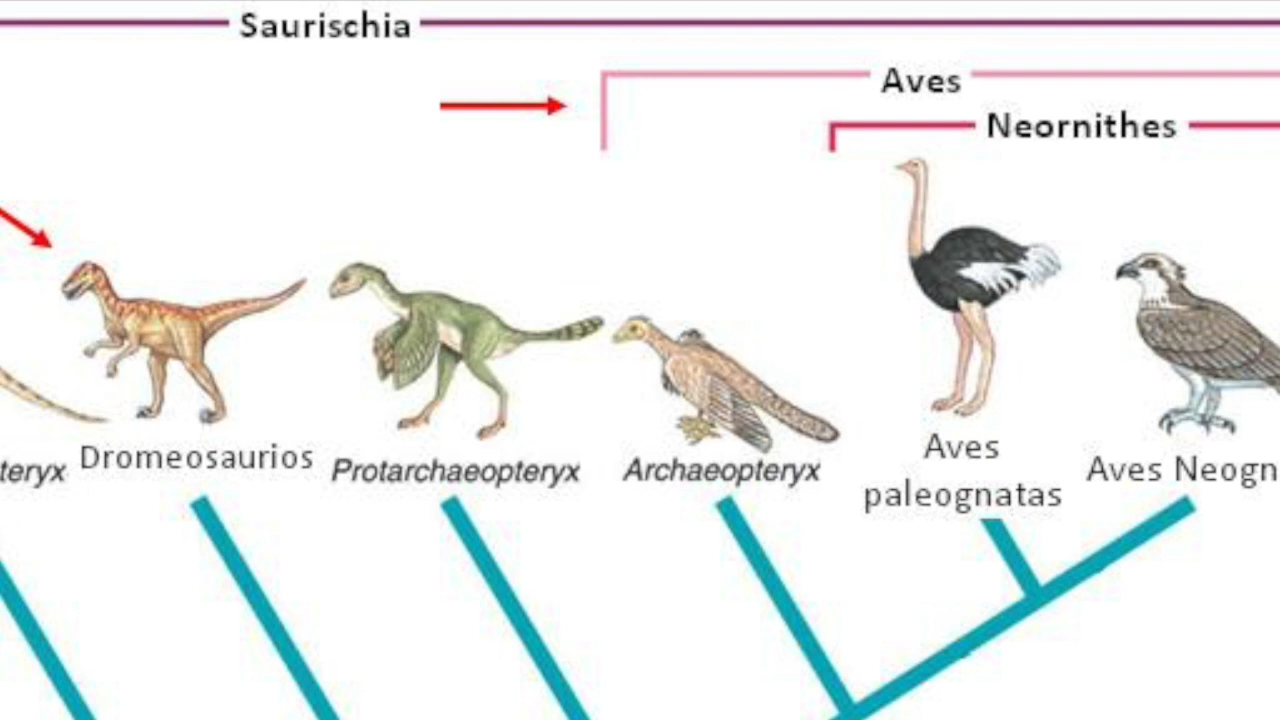 Saurischia
Aves
Neornithes
teryx
Dromeosaurios
Protarchaeopteryx
Archaeopteryx
Aves
paleognatas
Aves Neogn